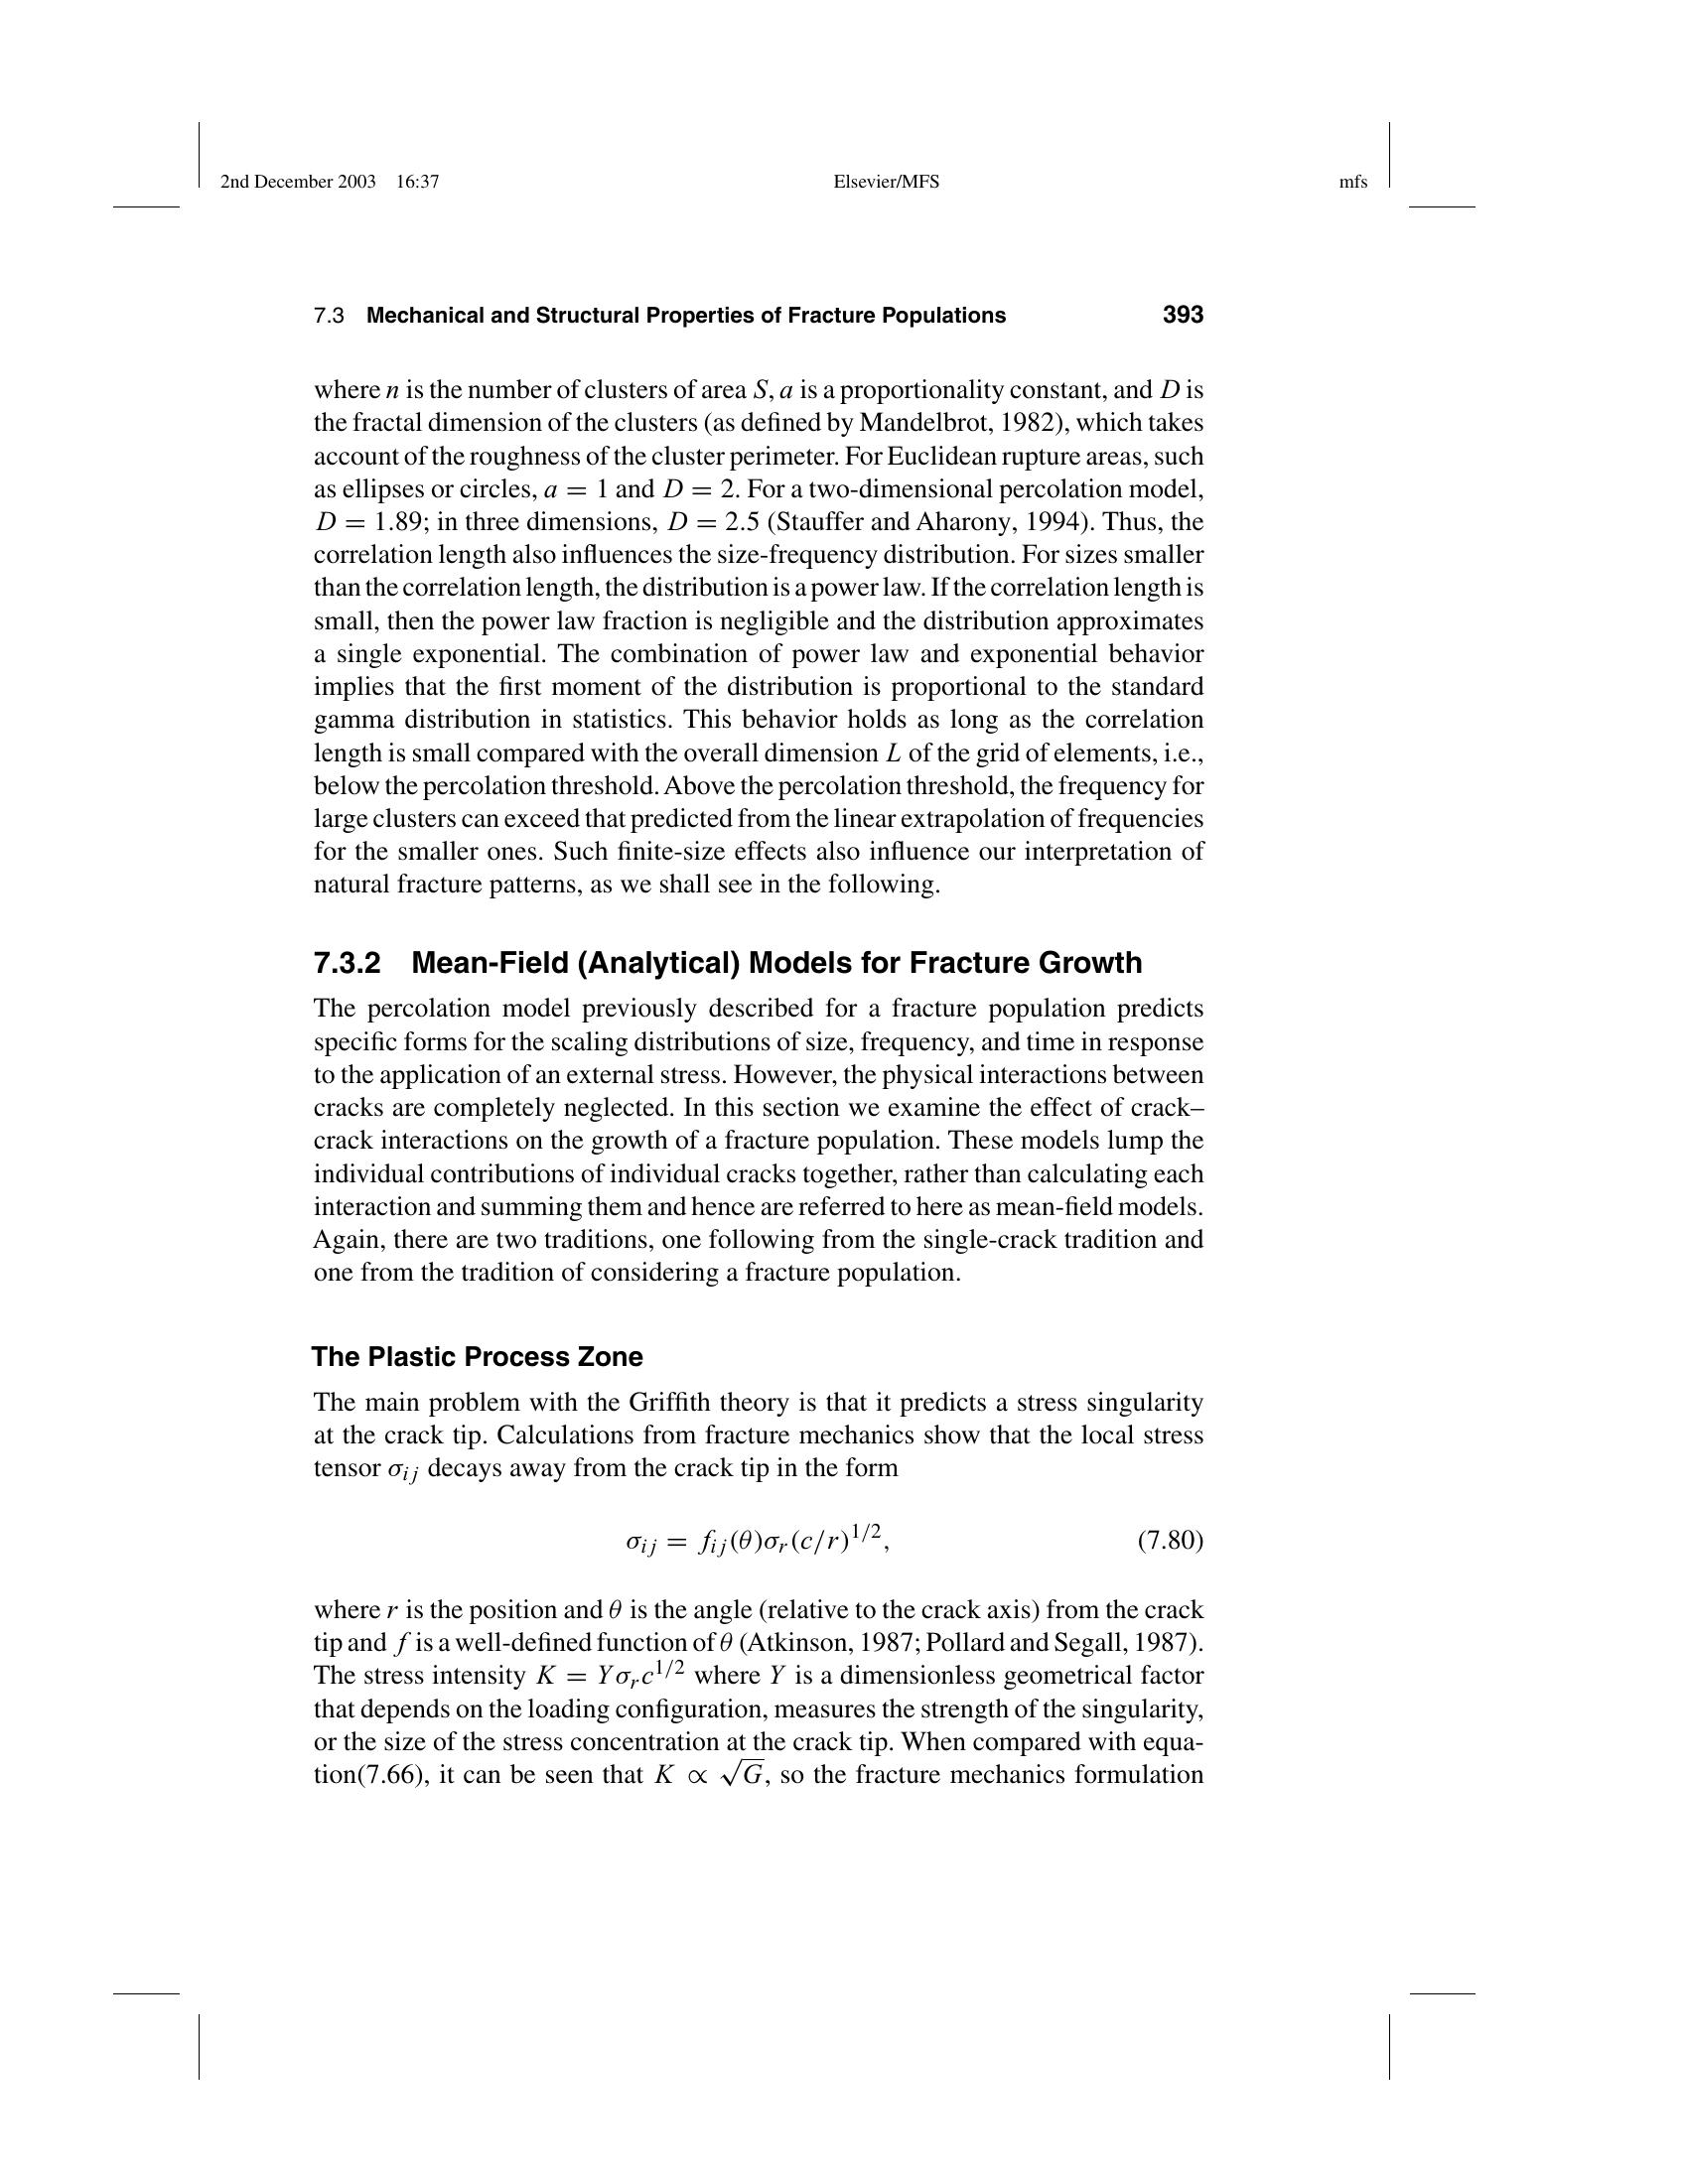 2nd December 2003 16:37 Elsevier/MFS mfs
7.3 Mechanical and Structural Properties of Fracture Populations 393
where n is the number of clusters of area S, a is a proportionality constant, and D is
the fractal dimension of the clusters (as defined by Mandelbrot, 1982), which takes
account of the roughness of the cluster perimeter. For Euclidean rupture areas, such
as ellipses or circles, a = 1 and D = 2. For a two-dimensional percolation model,
D = 1.89; in three dimensions, D = 2.5 (Stauffer and Aharony, 1994). Thus, the
correlation length also influences the size-frequency distribution. For sizes smaller
than the correlation length, the distribution is a power law. If the correlation length is
small, then the power law fraction is negligible and the distribution approximates
a single exponential. The combination of power law and exponential behavior
implies that the first moment of the distribution is proportional to the standard
gamma distribution in statistics. This behavior holds as long as the correlation
length is small compared with the overall dimension L of the grid of elements, i.e.,
below the percolation threshold. Above the percolation threshold, the frequency for
large clusters can exceed that predicted from the linear extrapolation of frequencies
for the smaller ones. Such finite-size effects also influence our interpretation of
natural fracture patterns, as we shall see in the following.
7.3.2 Mean-Field (Analytical) Models for Fracture Growth
The percolation model previously described for a fracture population predicts
specific forms for the scaling distributions of size, frequency, and time in response
to the application of an external stress. However, the physical interactions between
cracks are completely neglected. In this section we examine the effect of crack–
crack interactions on the growth of a fracture population. These models lump the
individual contributions of individual cracks together, rather than calculating each
interaction and summing them and hence are referred to here as mean-field models.
Again, there are two traditions, one following from the single-crack tradition and
one from the tradition of considering a fracture population.
The Plastic Process Zone
The main problem with the Griffith theory is that it predicts a stress singularity
at the crack tip. Calculations from fracture mechanics show that the local stress
tensor σ_{ij} decays away from the crack tip in the form
σ_{ij} = f_{ij}(θ)σ_r(c/r)^{1/2}, (7.80)
where r is the position and θ is the angle (relative to the crack axis) from the crack
tip and f is a well-defined function of θ (Atkinson, 1987; Pollard and Segall, 1987).
The stress intensity K = Yσ_rc^{1/2} where Y is a dimensionless geometrical factor
that depends on the loading configuration, measures the strength of the singularity,
or the size of the stress concentration at the crack tip. When compared with equa-
tion(7.66), it can be seen that K ∝ √G, so the fracture mechanics formulation